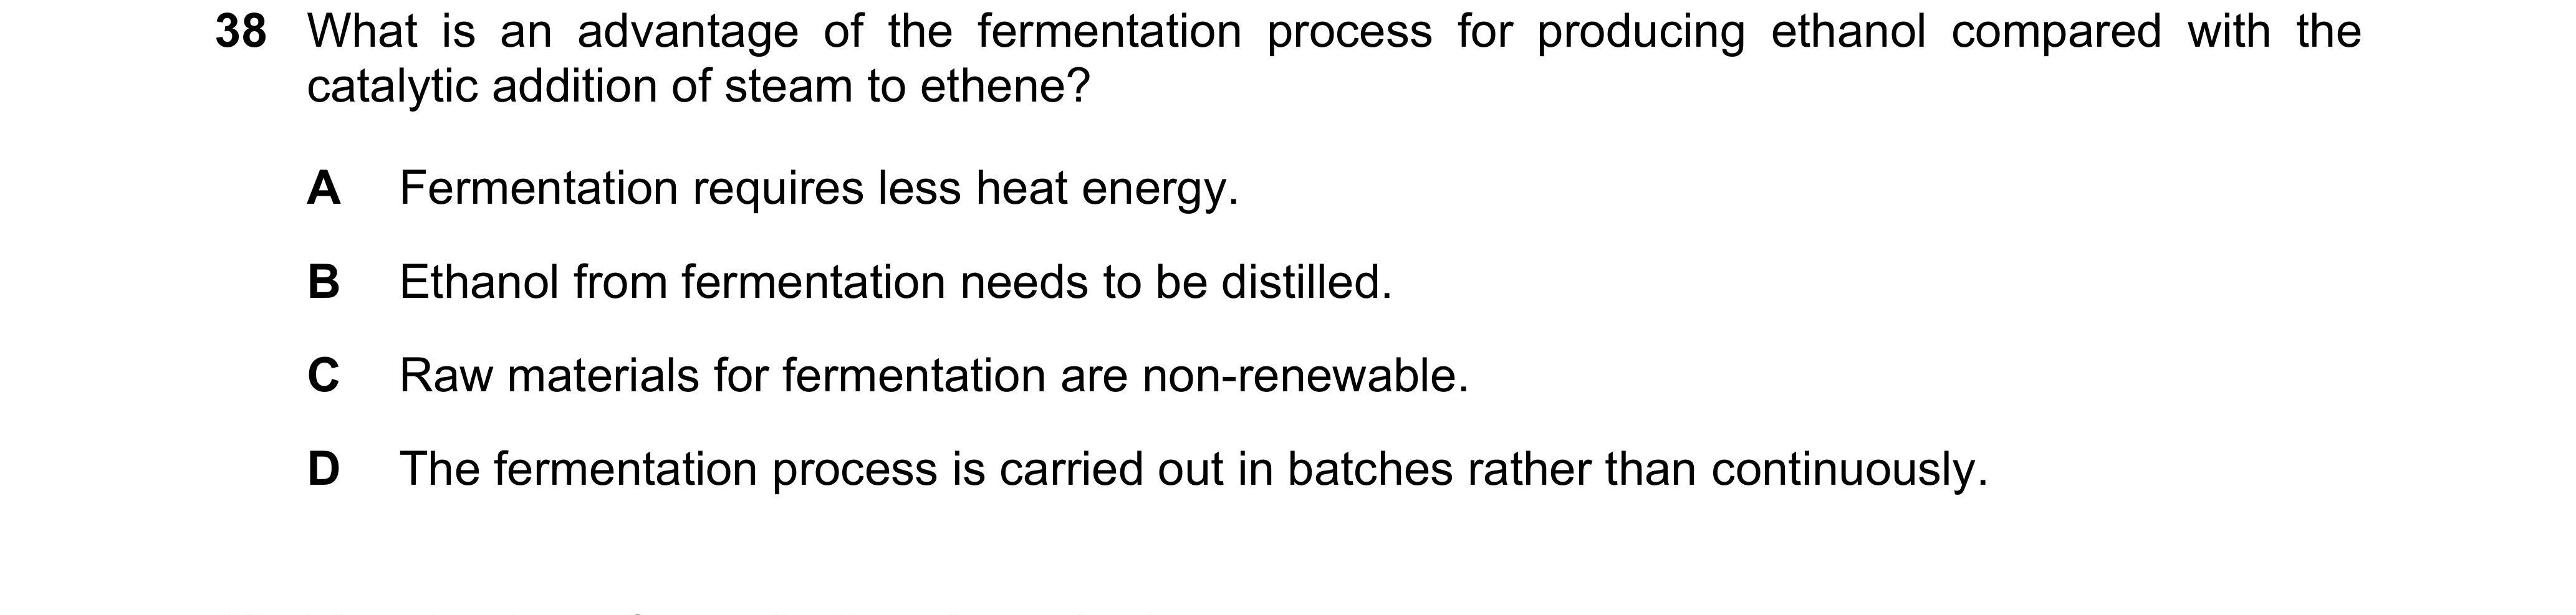 38 What is an advantage of the fermentation process for producing ethanol compared with the
catalytic addition of steam to ethene?
A Fermentation requires less heat energy.
B Ethanol from fermentation needs to be distilled.
C Raw materials for fermentation are non-renewable.
D The fermentation process is carried out in batches rather than continuously.